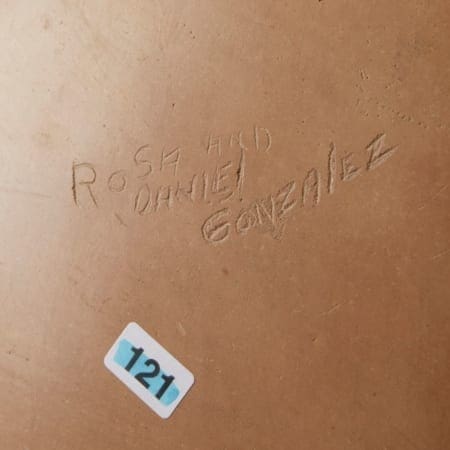 ROSA AND
DANIEl
GONZAlEZ
121